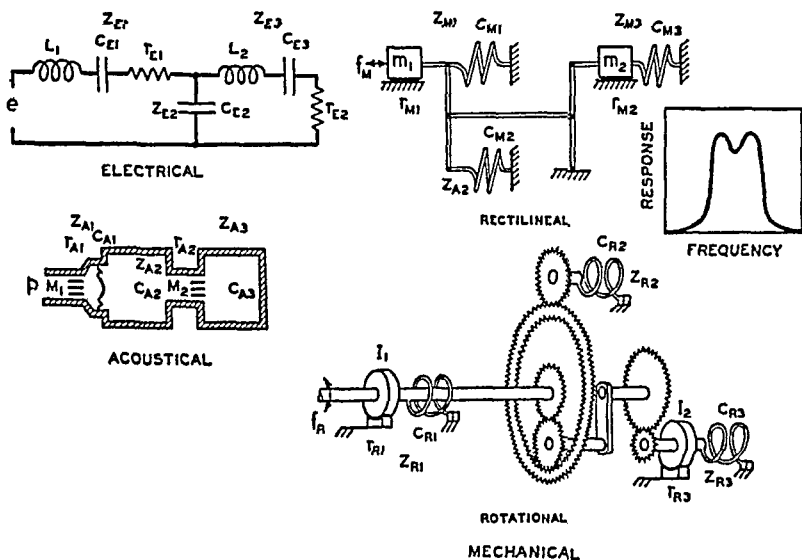 Z_E1
Z_E3
L_1
C_E1
r_E1
L_2
C_E3
e
Z_E2
C_E2
r_E2
ELECTRICAL
Z_M1
C_M1
Z_M3
C_M3
f_M
m_1
m_2
r_M1
r_M2
C_M2
Z_A2
RECTILINEAL
RESPONSE
FREQUENCY
Z_A1
Z_A3
r_A1
C_A1
r_A2
Z_A2
p
M_1
C_A2
M_2
C_A3
ACOUSTICAL
C_R2
Z_R2
I_1
f_R
C_R1
r_R1
Z_R1
I_2
C_R3
Z_R3
r_R3
ROTATIONAL
MECHANICAL